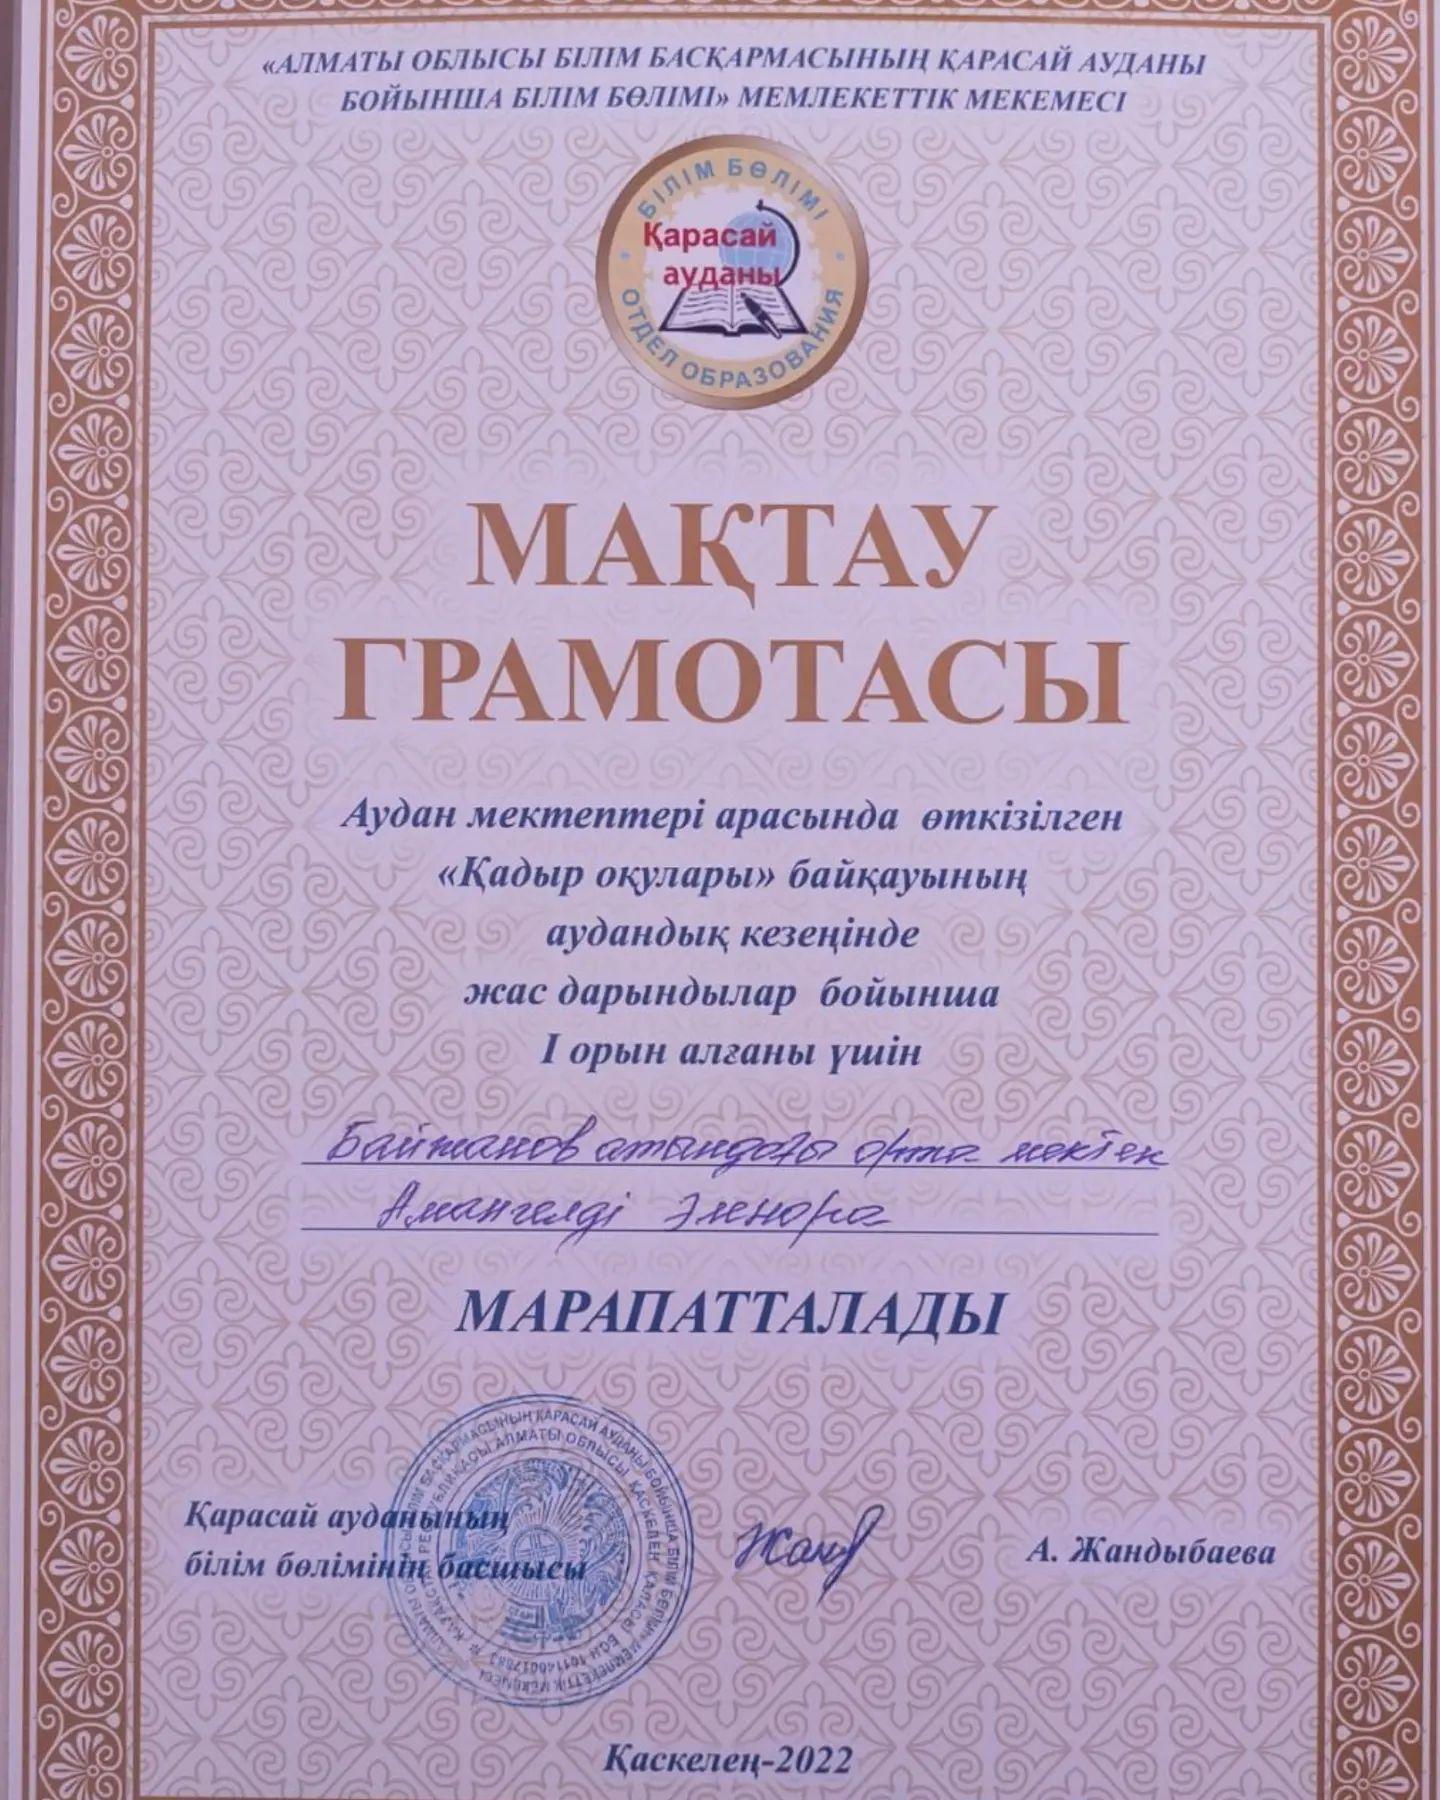 «АЛМАТЫ ОБЛЫСЫ БІЛІМ БАСҚАРМАСЫНЫҢ ҚАРАСАЙ АУДАНЫ
БОЙЫНША БІЛІМ БӨЛІМІ» МЕМЛЕКЕТТІК МЕКЕМЕСІ
БІЛІМ БӨЛІМІ
Қарасай
ауданы
ОТДЕЛ ОБРАЗОВАНИЯ
МАҚТАУ
ГРАМОТАСЫ
Аудан мектептері арасында өткізілген
«Қадыр оқулары» байқауының
аудандық кезеңінде
жас дарындылар бойынша
І орын алғаны үшін
Байжанов атындағы орта мектеп
Амангелді Эленора
МАРАПАТТАЛАДЫ
Қарасай ауданының
білім бөлімінің басшысы
А. Жандыбаева
Қаскелең-2022